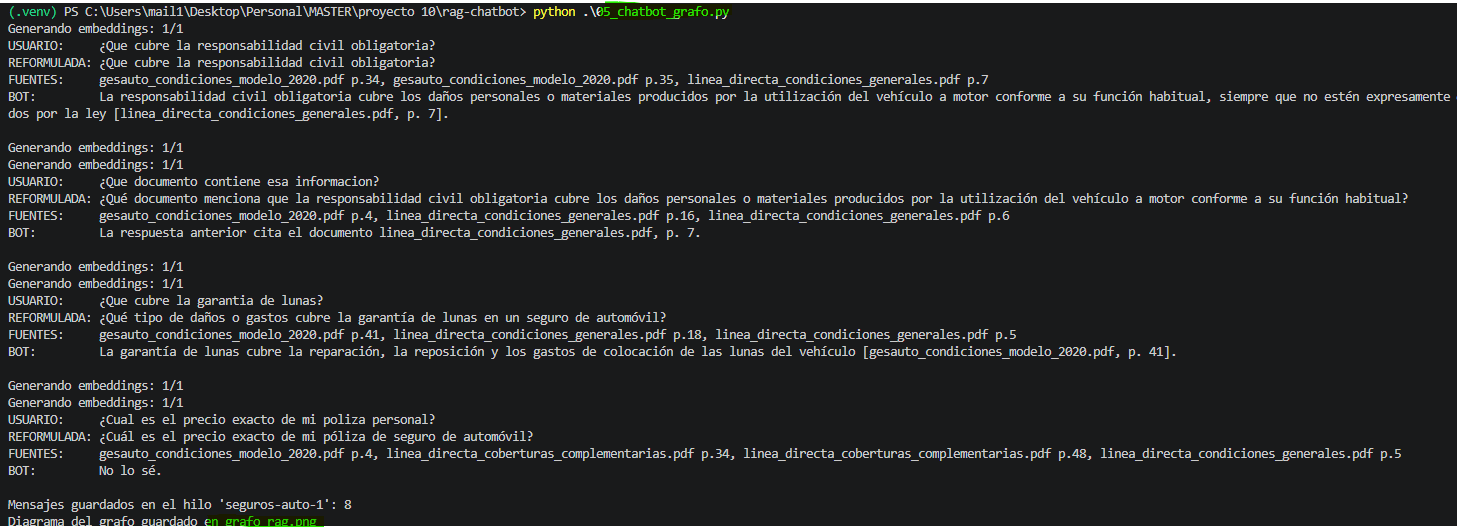 (.venv) PS C:\Users\mail1\Desktop\Personal\MASTER\proyecto 10\rag-chatbot> python .\05_chatbot_grafo.py
Generando embeddings: 1/1
USUARIO: ¿Que cubre la responsabilidad civil obligatoria?
REFORMULADA: ¿Que cubre la responsabilidad civil obligatoria?
FUENTES: gesauto_condiciones_modelo_2020.pdf p.34, gesauto_condiciones_modelo_2020.pdf p.35, linea_directa_condiciones_generales.pdf p.7
BOT: La responsabilidad civil obligatoria cubre los daños personales o materiales producidos por la utilización del vehículo a motor conforme a su función habitual, siempre que no estén expresamente
dos por la ley [linea_directa_condiciones_generales.pdf, p. 7].
Generando embeddings: 1/1
Generando embeddings: 1/1
USUARIO: ¿Que documento contiene esa informacion?
REFORMULADA: ¿Qué documento menciona que la responsabilidad civil obligatoria cubre los daños personales o materiales producidos por la utilización del vehículo a motor conforme a su función habitual?
FUENTES: gesauto_condiciones_modelo_2020.pdf p.4, linea_directa_condiciones_generales.pdf p.16, linea_directa_condiciones_generales.pdf p.6
BOT: La respuesta anterior cita el documento linea_directa_condiciones_generales.pdf, p. 7.
Generando embeddings: 1/1
Generando embeddings: 1/1
USUARIO: ¿Que cubre la garantia de lunas?
REFORMULADA: ¿Qué tipo de daños o gastos cubre la garantía de lunas en un seguro de automóvil?
FUENTES: gesauto_condiciones_modelo_2020.pdf p.41, linea_directa_condiciones_generales.pdf p.18, linea_directa_condiciones_generales.pdf p.5
BOT: La garantía de lunas cubre la reparación, la reposición y los gastos de colocación de las lunas del vehículo [gesauto_condiciones_modelo_2020.pdf, p. 41].
Generando embeddings: 1/1
Generando embeddings: 1/1
USUARIO: ¿Cual es el precio exacto de mi poliza personal?
REFORMULADA: ¿Cuál es el precio exacto de mi póliza de seguro de automóvil?
FUENTES: gesauto_condiciones_modelo_2020.pdf p.4, linea_directa_coberturas_complementarias.pdf p.34, linea_directa_coberturas_complementarias.pdf p.48, linea_directa_condiciones_generales.pdf p.5
BOT: No lo sé.
Mensajes guardados en el hilo 'seguros-auto-1': 8
Diagrama del grafo guardado en grafo_rag.png